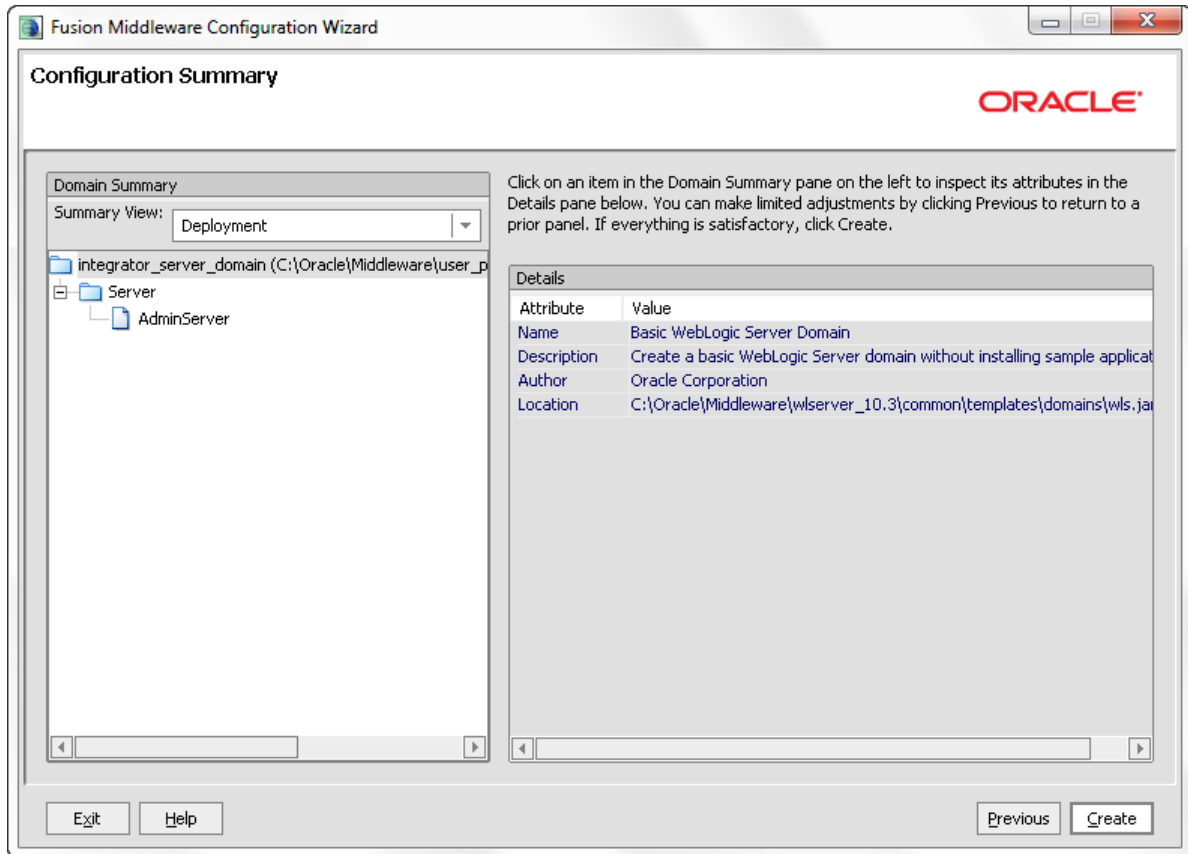 Fusion Middleware Configuration Wizard
Configuration Summary
ORACLE
Domain Summary
Summary View:
Deployment
integrator_server_domain (C:\Oracle\Middleware\user_p
Server
AdminServer
Click on an item in the Domain Summary pane on the left to inspect its attributes in the
Details pane below. You can make limited adjustments by clicking Previous to return to a
prior panel. If everything is satisfactory, click Create.
Details
Attribute Value
Name Basic WebLogic Server Domain
Description Create a basic WebLogic Server domain without installing sample applicat
Author Oracle Corporation
Location C:\Oracle\Middleware\wlserver_10.3\common\templates\domains\wls.jar
Exit Help Previous Create